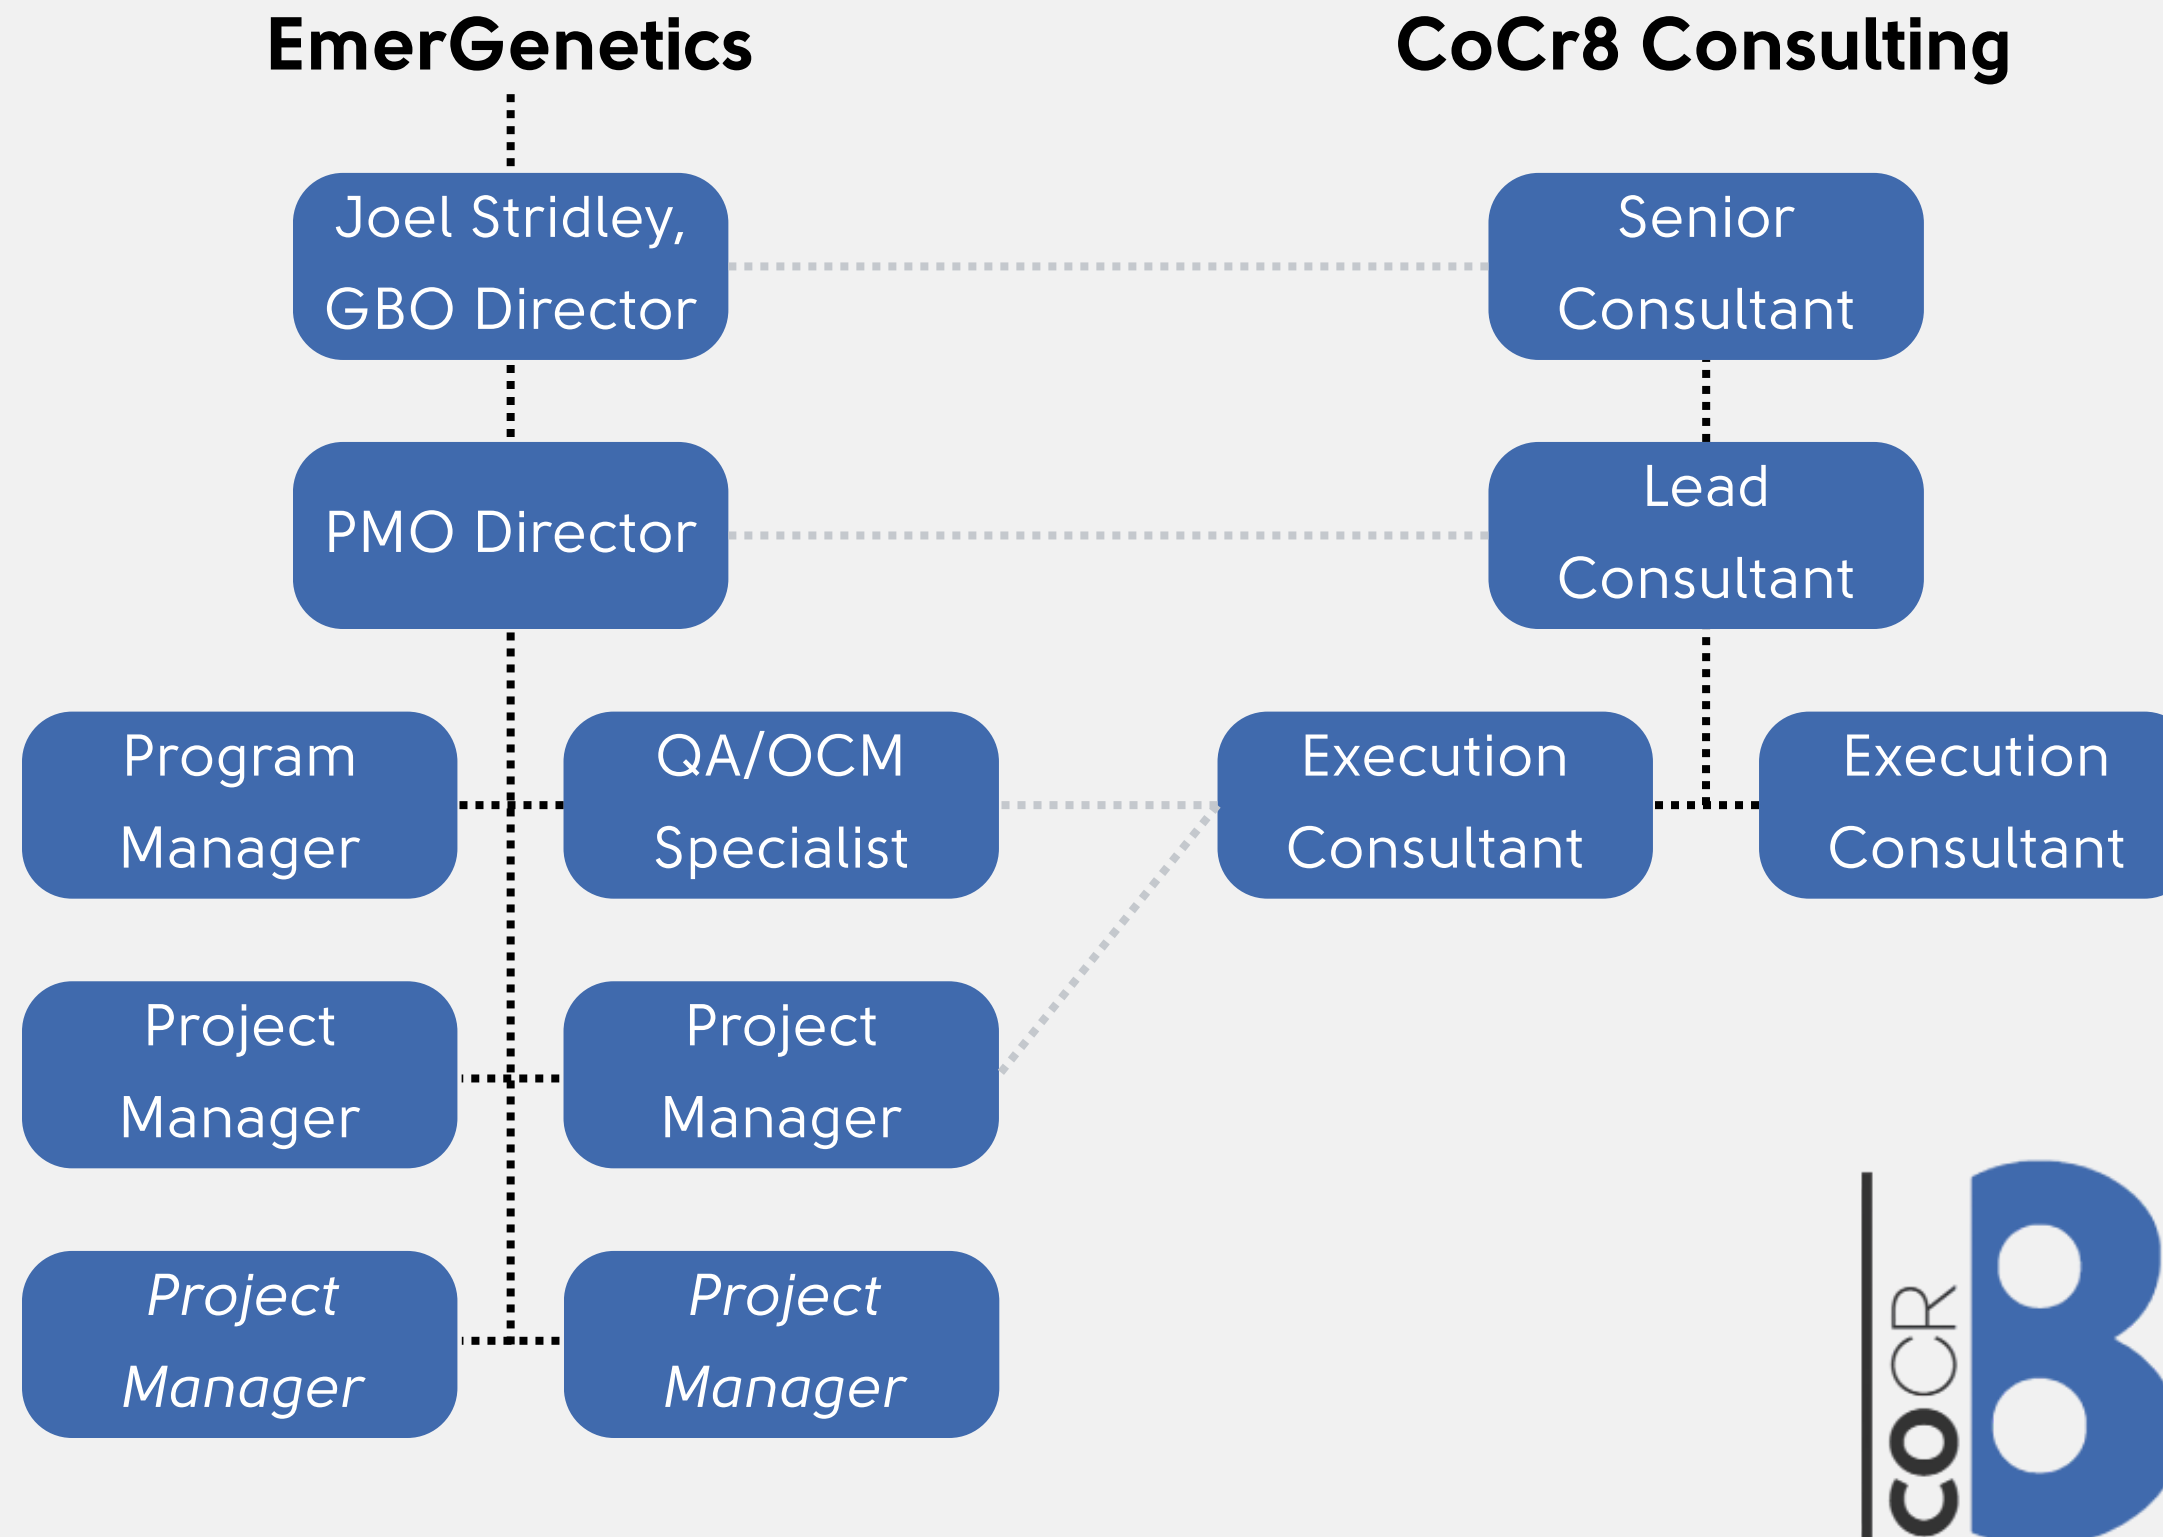 EmerGenetics
CoCr8 Consulting
Joel Stridley,
GBO Director
Senior
Consultant
PMO Director
Lead
Consultant
Program
Manager
QA/OCM
Specialist
Execution
Consultant
Execution
Consultant
Project
Manager
Project
Manager
Project
Manager
Project
Manager
COCR
8